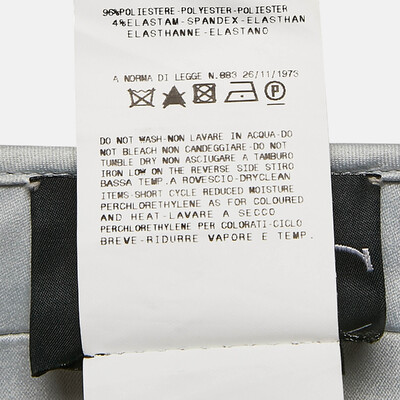 96%POLIESTERE-POLYESTER-POLIESTER
4%ELASTAM-SPANDEX-ELASTHAN
ELASTHANNE-ELASTANO
A NORMA DI LEGGE N.883 26/11/1973
P
DO NOT WASH-NON LAVARE IN ACQUA-DO
NOT BLEACH NON CANDEGGIARE-DO NOT
TUMBLE DRY NON ASCIUGARE A TAMBURO
IRON LOW ON THE REVERSE SIDE STIRO
BASSA TEMP.A ROVESCIO-DRYCLEAN
ITEMS-SHORT CYCLE REDUCED MOISTURE
PERCHLORETHYLENE AS FOR COLOURED
AND HEAT-LAVARE A SECCO
PERCHLORETHYLENE PER COLORATI-CICLO
BREVE-RIDURRE VAPORE E TEMP.